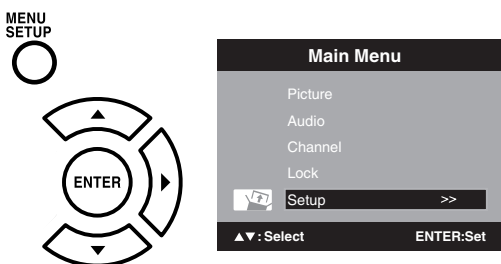 MENU
SETUP
ENTER
Main Menu
Picture
Audio
Channel
Lock
Setup >>
▲▼: Select ENTER:Set